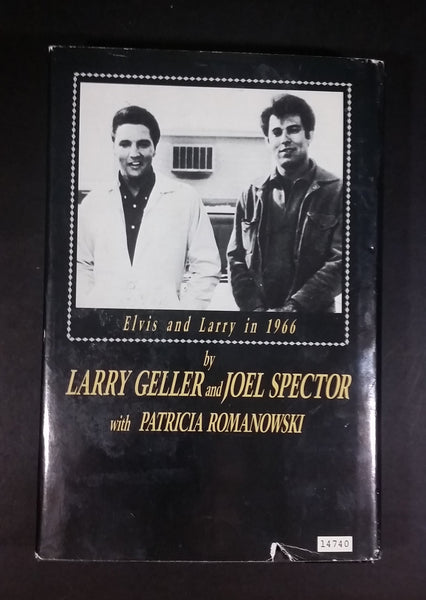 Elvis and Larry in 1966
by
LARRY GELLER and JOEL SPECTOR
with PATRICIA ROMANOWSKI
14740